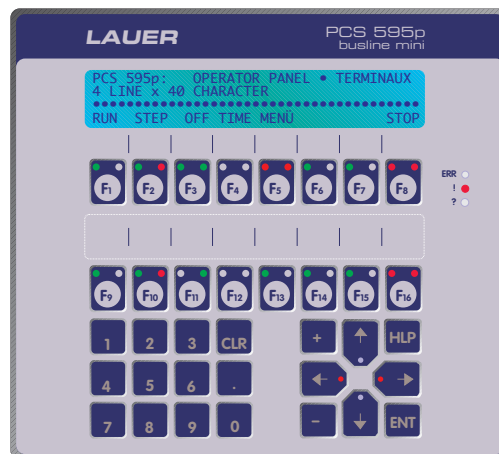 LAUER
PCS 595p
busline mini
PCS 595p: OPERATOR PANEL • TERMINAUX
4 LINE x 40 CHARACTER
RUN STEP OFF TIME MENÜ STOP
F1 F2 F3 F4 F5 F6 F7 F8
ERR
!
?
F9 F10 F11 F12 F13 F14 F15 F16
1 2 3 CLR + HLP
4 5 6 .
7 8 9 0 - ENT